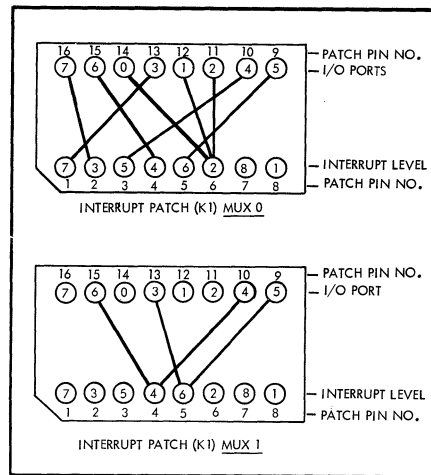 16 15 14 13 12 11 10 9 – PATCH PIN NO.
7 6 0 3 1 2 4 5 – I/O PORTS
7 3 5 4 6 2 8 1 – INTERRUPT LEVEL
1 2 3 4 5 6 7 8 – PATCH PIN NO.
INTERRUPT PATCH (K1) MUX 0
16 15 14 13 12 11 10 9 – PATCH PIN NO.
7 6 0 3 1 2 4 5 – I/O PORT
7 3 5 4 6 2 8 1 – INTERRUPT LEVEL
1 2 3 4 5 6 7 8 – PATCH PIN NO.
INTERRUPT PATCH (K1) MUX 1